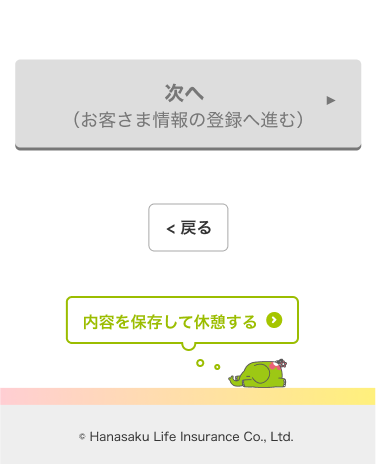 次へ
（お客さま情報の登録へ進む）
< 戻る
内容を保存して休憩する
© Hanasaku Life Insurance Co., Ltd.